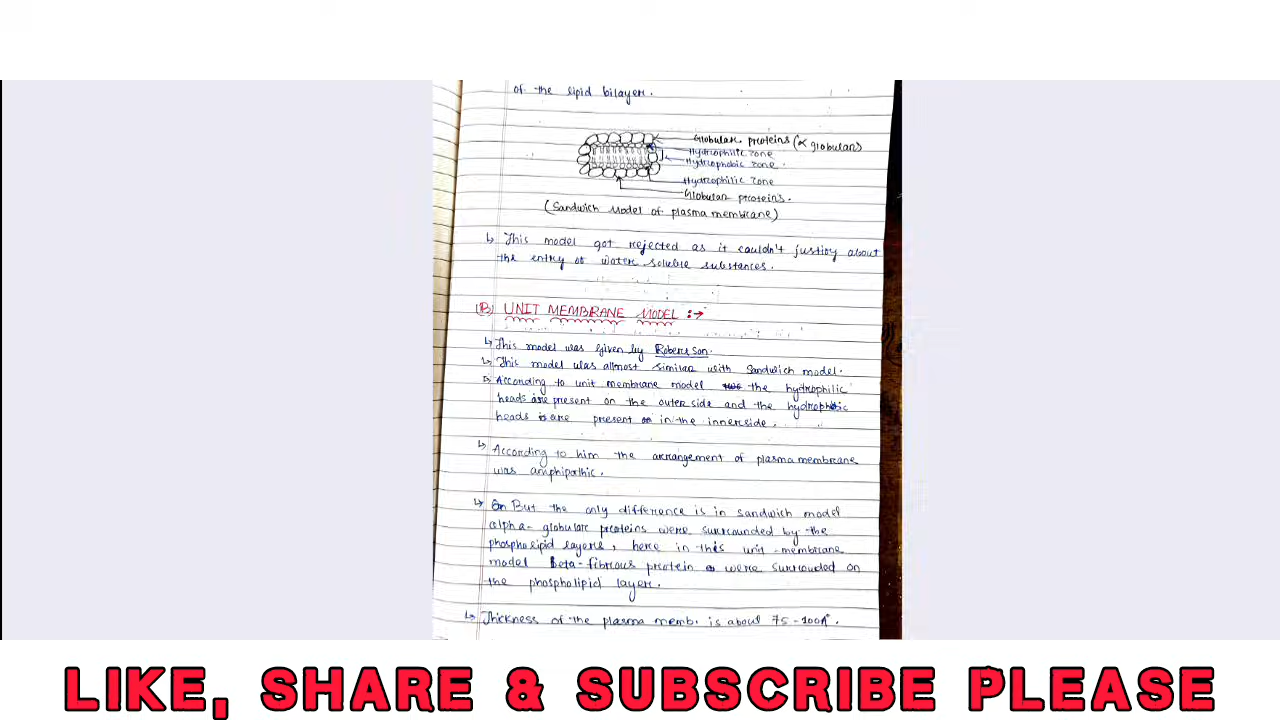 of the lipid bilayer.
Globular proteins (α globular)
Hydrophilic zone
Hydrophobic zone.
Hydrophilic zone
Globular proteins.
(Sandwich Model of plasma membrane)
↳ This model got rejected as it couldn't justify about
the entry of water soluble substances.
(B) UNIT MEMBRANE MODEL :→
↳ This model was given by Robertson.
↳ This model was allmost similar with sandwich model.
↳ According to unit membrane model the hydrophilic
heads are present on the outer side and the hydrophobic
heads are present in the innerside.
↳ According to him the arrangement of plasma membrane
was amphipathic.
↳ But the only difference is in sandwich model
alpha-globular proteins were surrounded by the
phospholipid layers, here in this unit-membrane
model beta-fibrous protein were surrounded on
the phospholipid layer.
↳ Thickness of the plasma memb. is about 75-100A°.
LIKE, SHARE & SUBSCRIBE PLEASE